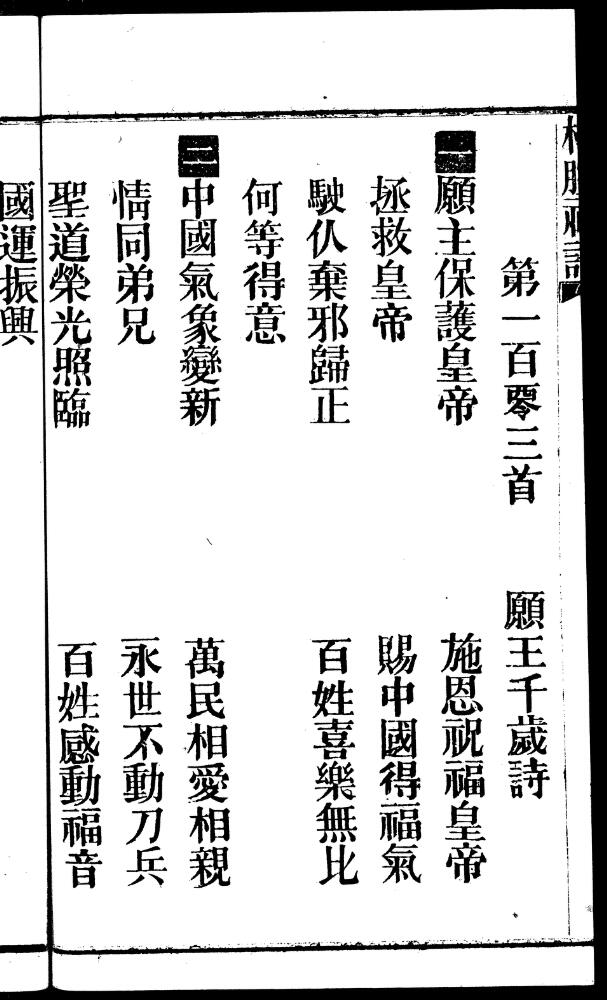 第一百零三首 願王千歲詩
一 願主保護皇帝 施恩祝福皇帝
拯救皇帝 賜中國得福氣
駛仈棄邪歸正 百姓喜樂無比
何等得意
二 中國氣象變新 萬民相愛相親
情同弟兄 永世不動刀兵
聖道榮光照臨 百姓感動福音
國運振興